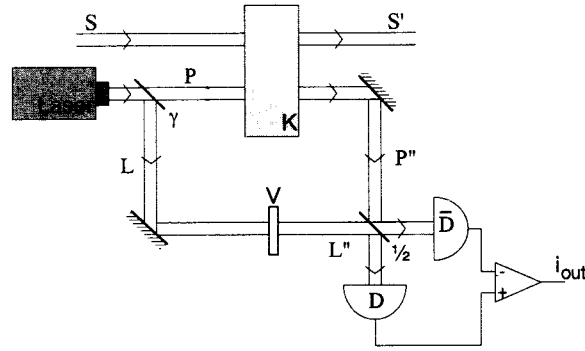 S
S'
P
Laser
γ
K
L
P"
V
L"
½
D̅
D
-
+
i_out